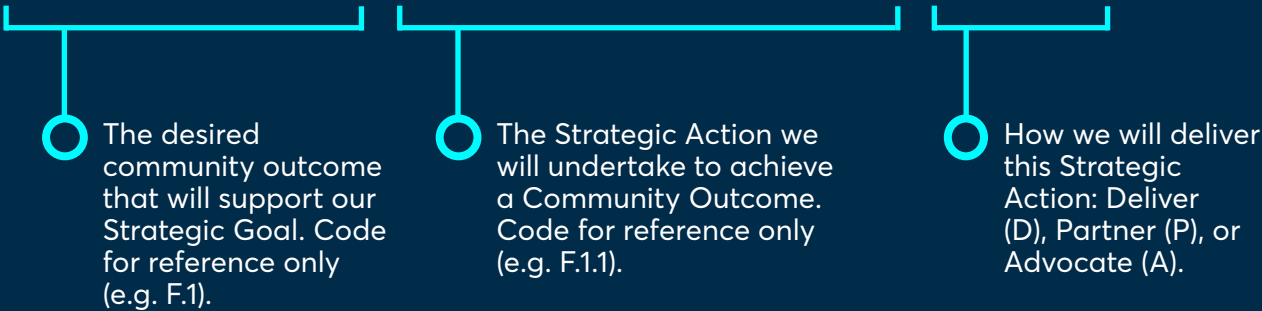 The desired
community outcome
that will support our
Strategic Goal. Code
for reference only
(e.g. F.1).
The Strategic Action we
will undertake to achieve
a Community Outcome.
Code for reference only
(e.g. F.1.1).
How we will deliver
this Strategic
Action: Deliver
(D), Partner (P), or
Advocate (A).